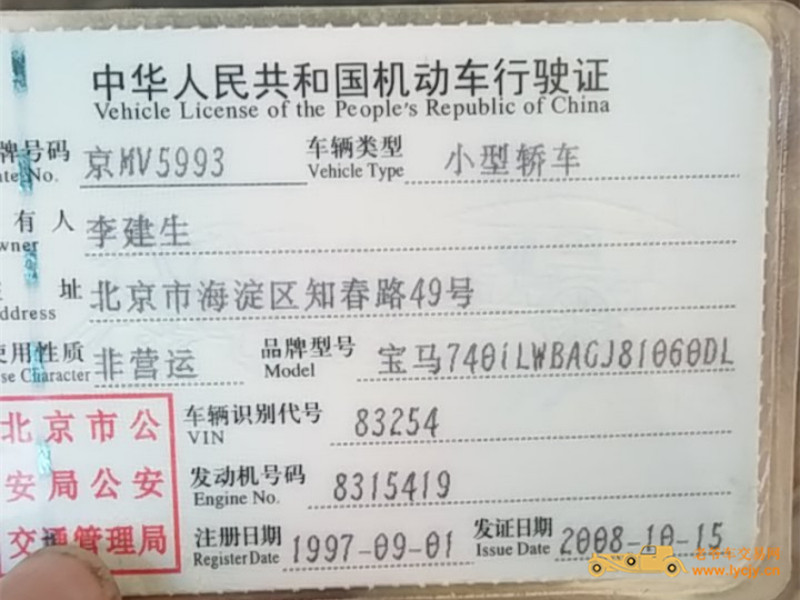 中华人民共和国机动车行驶证
Vehicle License of the People's Republic of China
牌号码 京MV5993 车辆类型 小型轿车
ate No. Vehicle Type
有人 李建生
wner
址 北京市海淀区知春路49号
ddress
使用性质 非营运 品牌型号 宝马740iLWBAGJ81060DL
se Character Model
北京市公
安局公安
交通管理局
车辆识别代号 83254
VIN
发动机号码 8315419
Engine No.
注册日期 1997-09-01 发证日期 2008-10-15
Register Date Issue Date
www.lycjy.cn